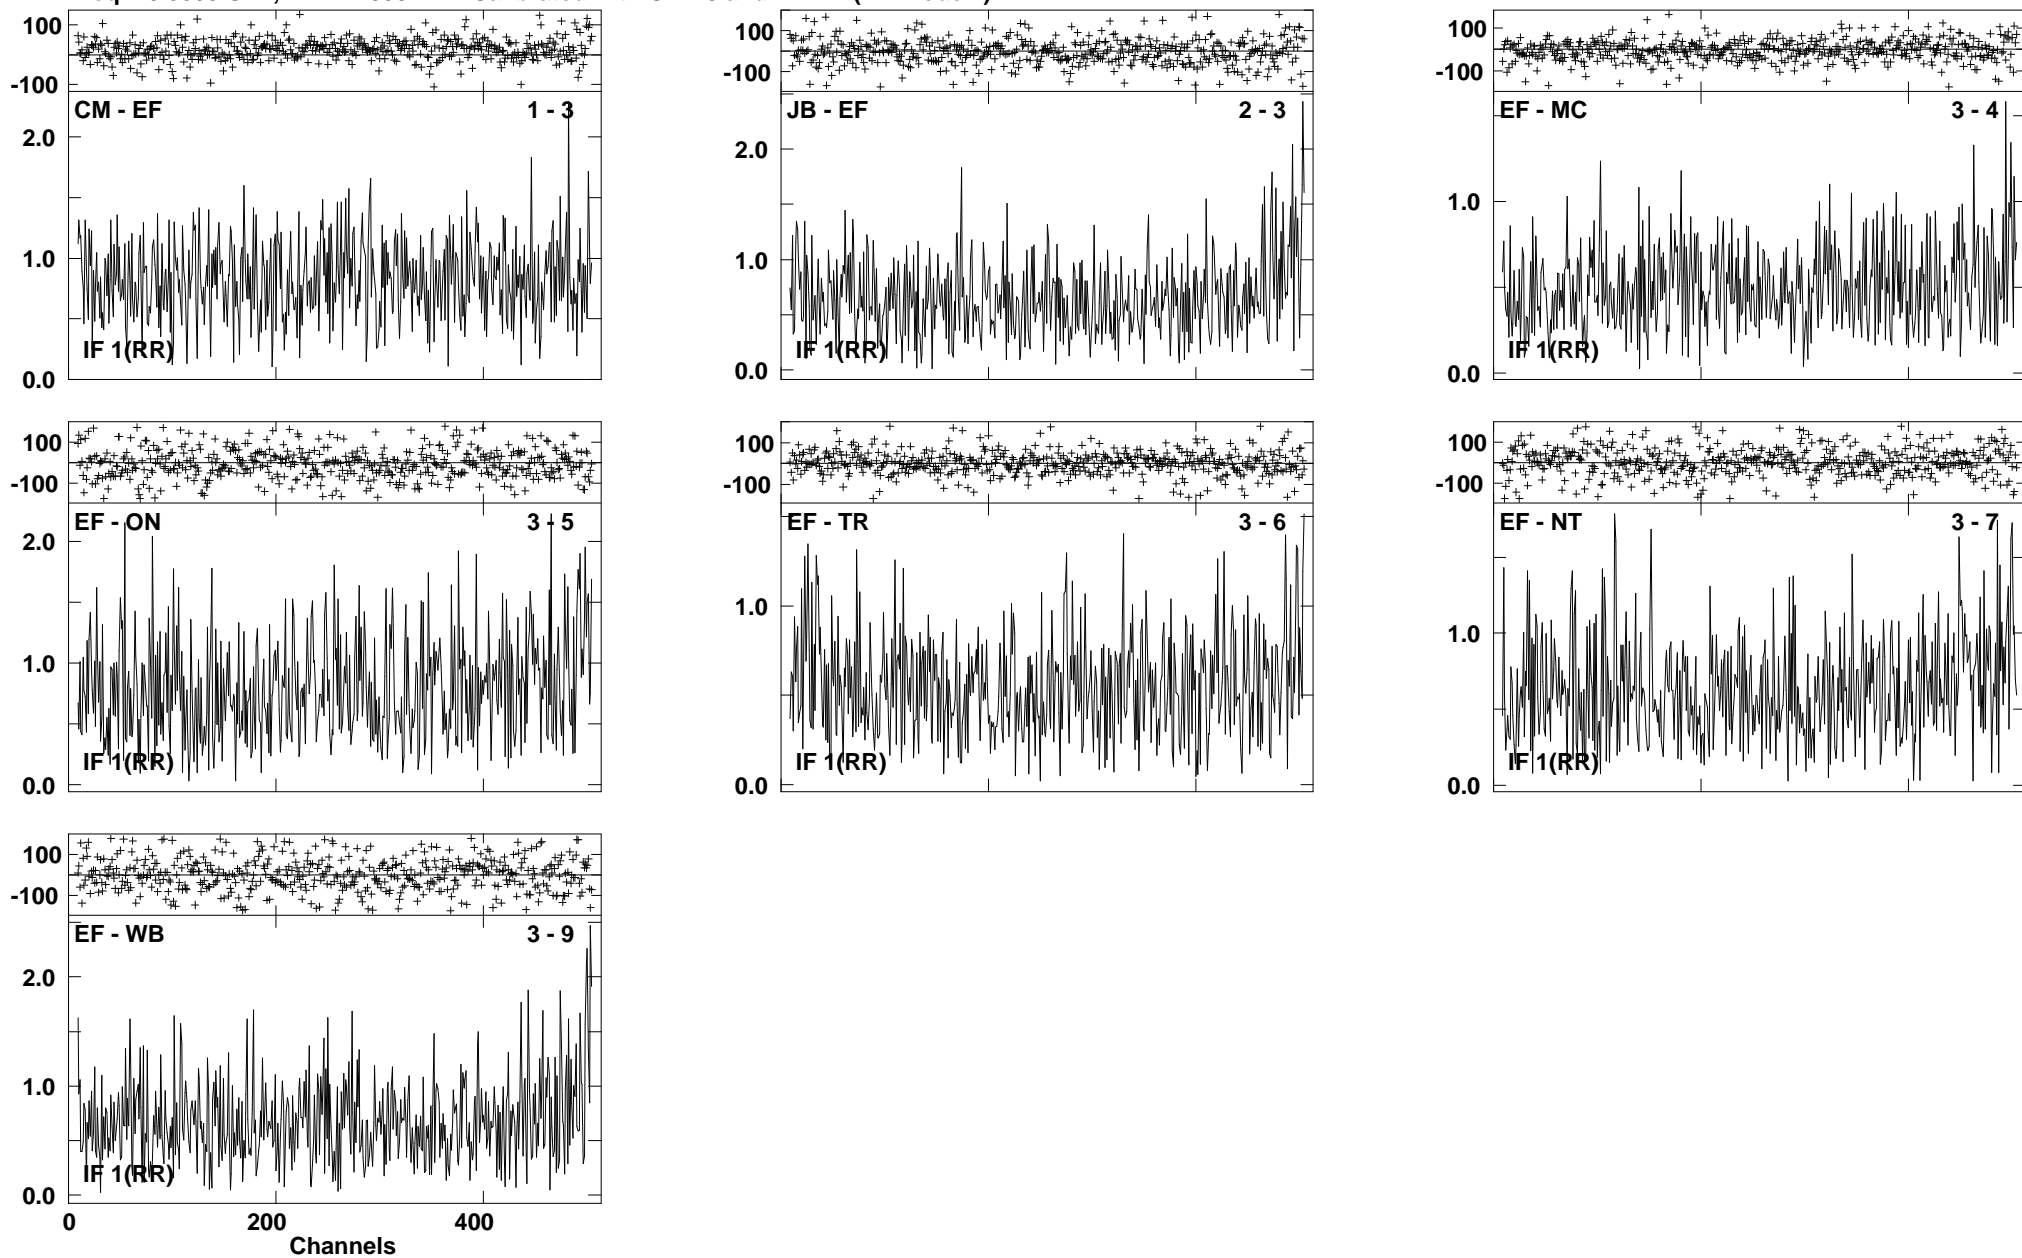 100
-100
CM - EF 1 - 3
2.0
1.0
0.0
IF 1(RR)
100
-100
JB - EF 2 - 3
2.0
1.0
0.0
IF 1(RR)
100
-100
EF - MC 3 - 4
1.0
0.0
IF 1(RR)
100
-100
EF - ON 3 - 5
2.0
1.0
0.0
IF 1(RR)
100
-100
EF - TR 3 - 6
1.0
0.0
IF 1(RR)
100
-100
EF - NT 3 - 7
1.0
0.0
IF 1(RR)
100
-100
EF - WB 3 - 9
2.0
1.0
0.0
IF 1(RR)
0 200 400
Channels